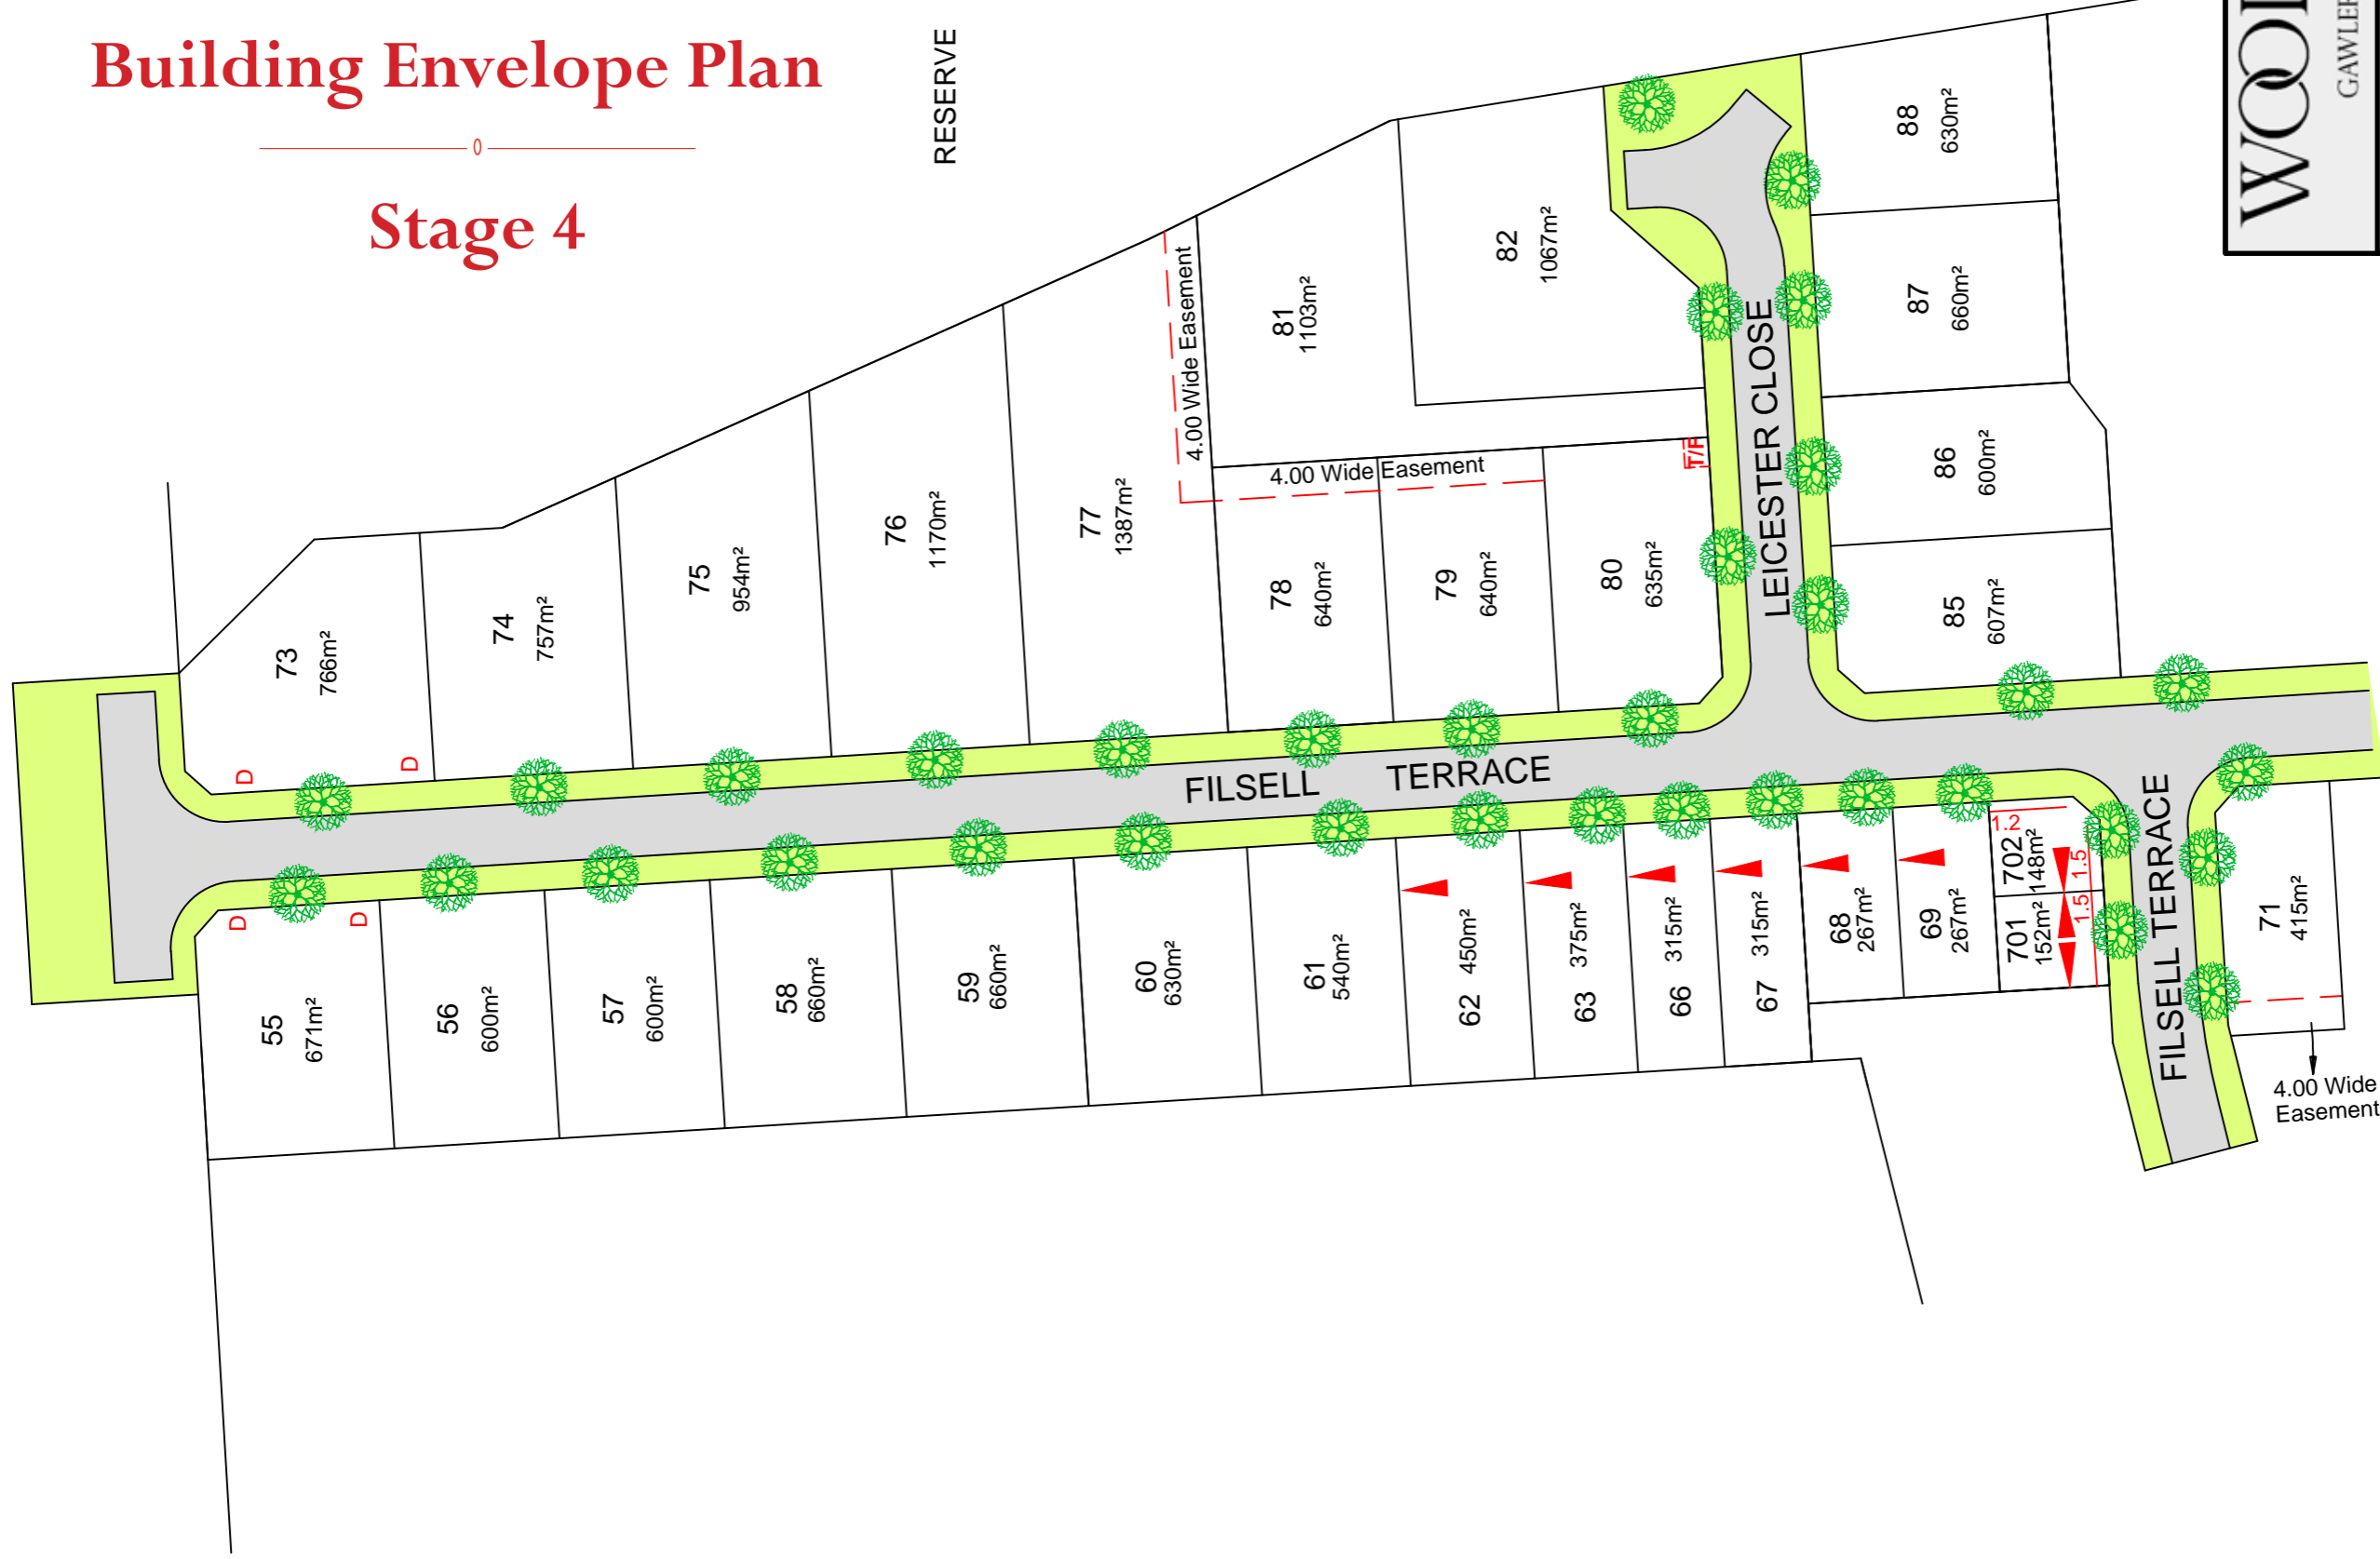 Building Envelope Plan
0
Stage 4
RESERVE
GAWLER
88
630m²
87
660m²
86
600m²
85
607m²
82
1067m²
81
1103m²
4.00 Wide Easement
4.00 Wide Easement
T/F
LEICESTER CLOSE
73
766m²
74
757m²
75
954m²
76
1170m²
77
1387m²
78
640m²
79
640m²
80
635m²
D
D
FILSELL TERRACE
D
D
55
671m²
56
600m²
57
600m²
58
660m²
59
660m²
60
630m²
61
540m²
62 450m²
63 375m²
66 315m²
67 315m²
68
267m²
69
267m²
1.2
702
148m²
1.5
701
152m²
1.5
FILSELL TERRACE
71
415m²
4.00 Wide
Easement